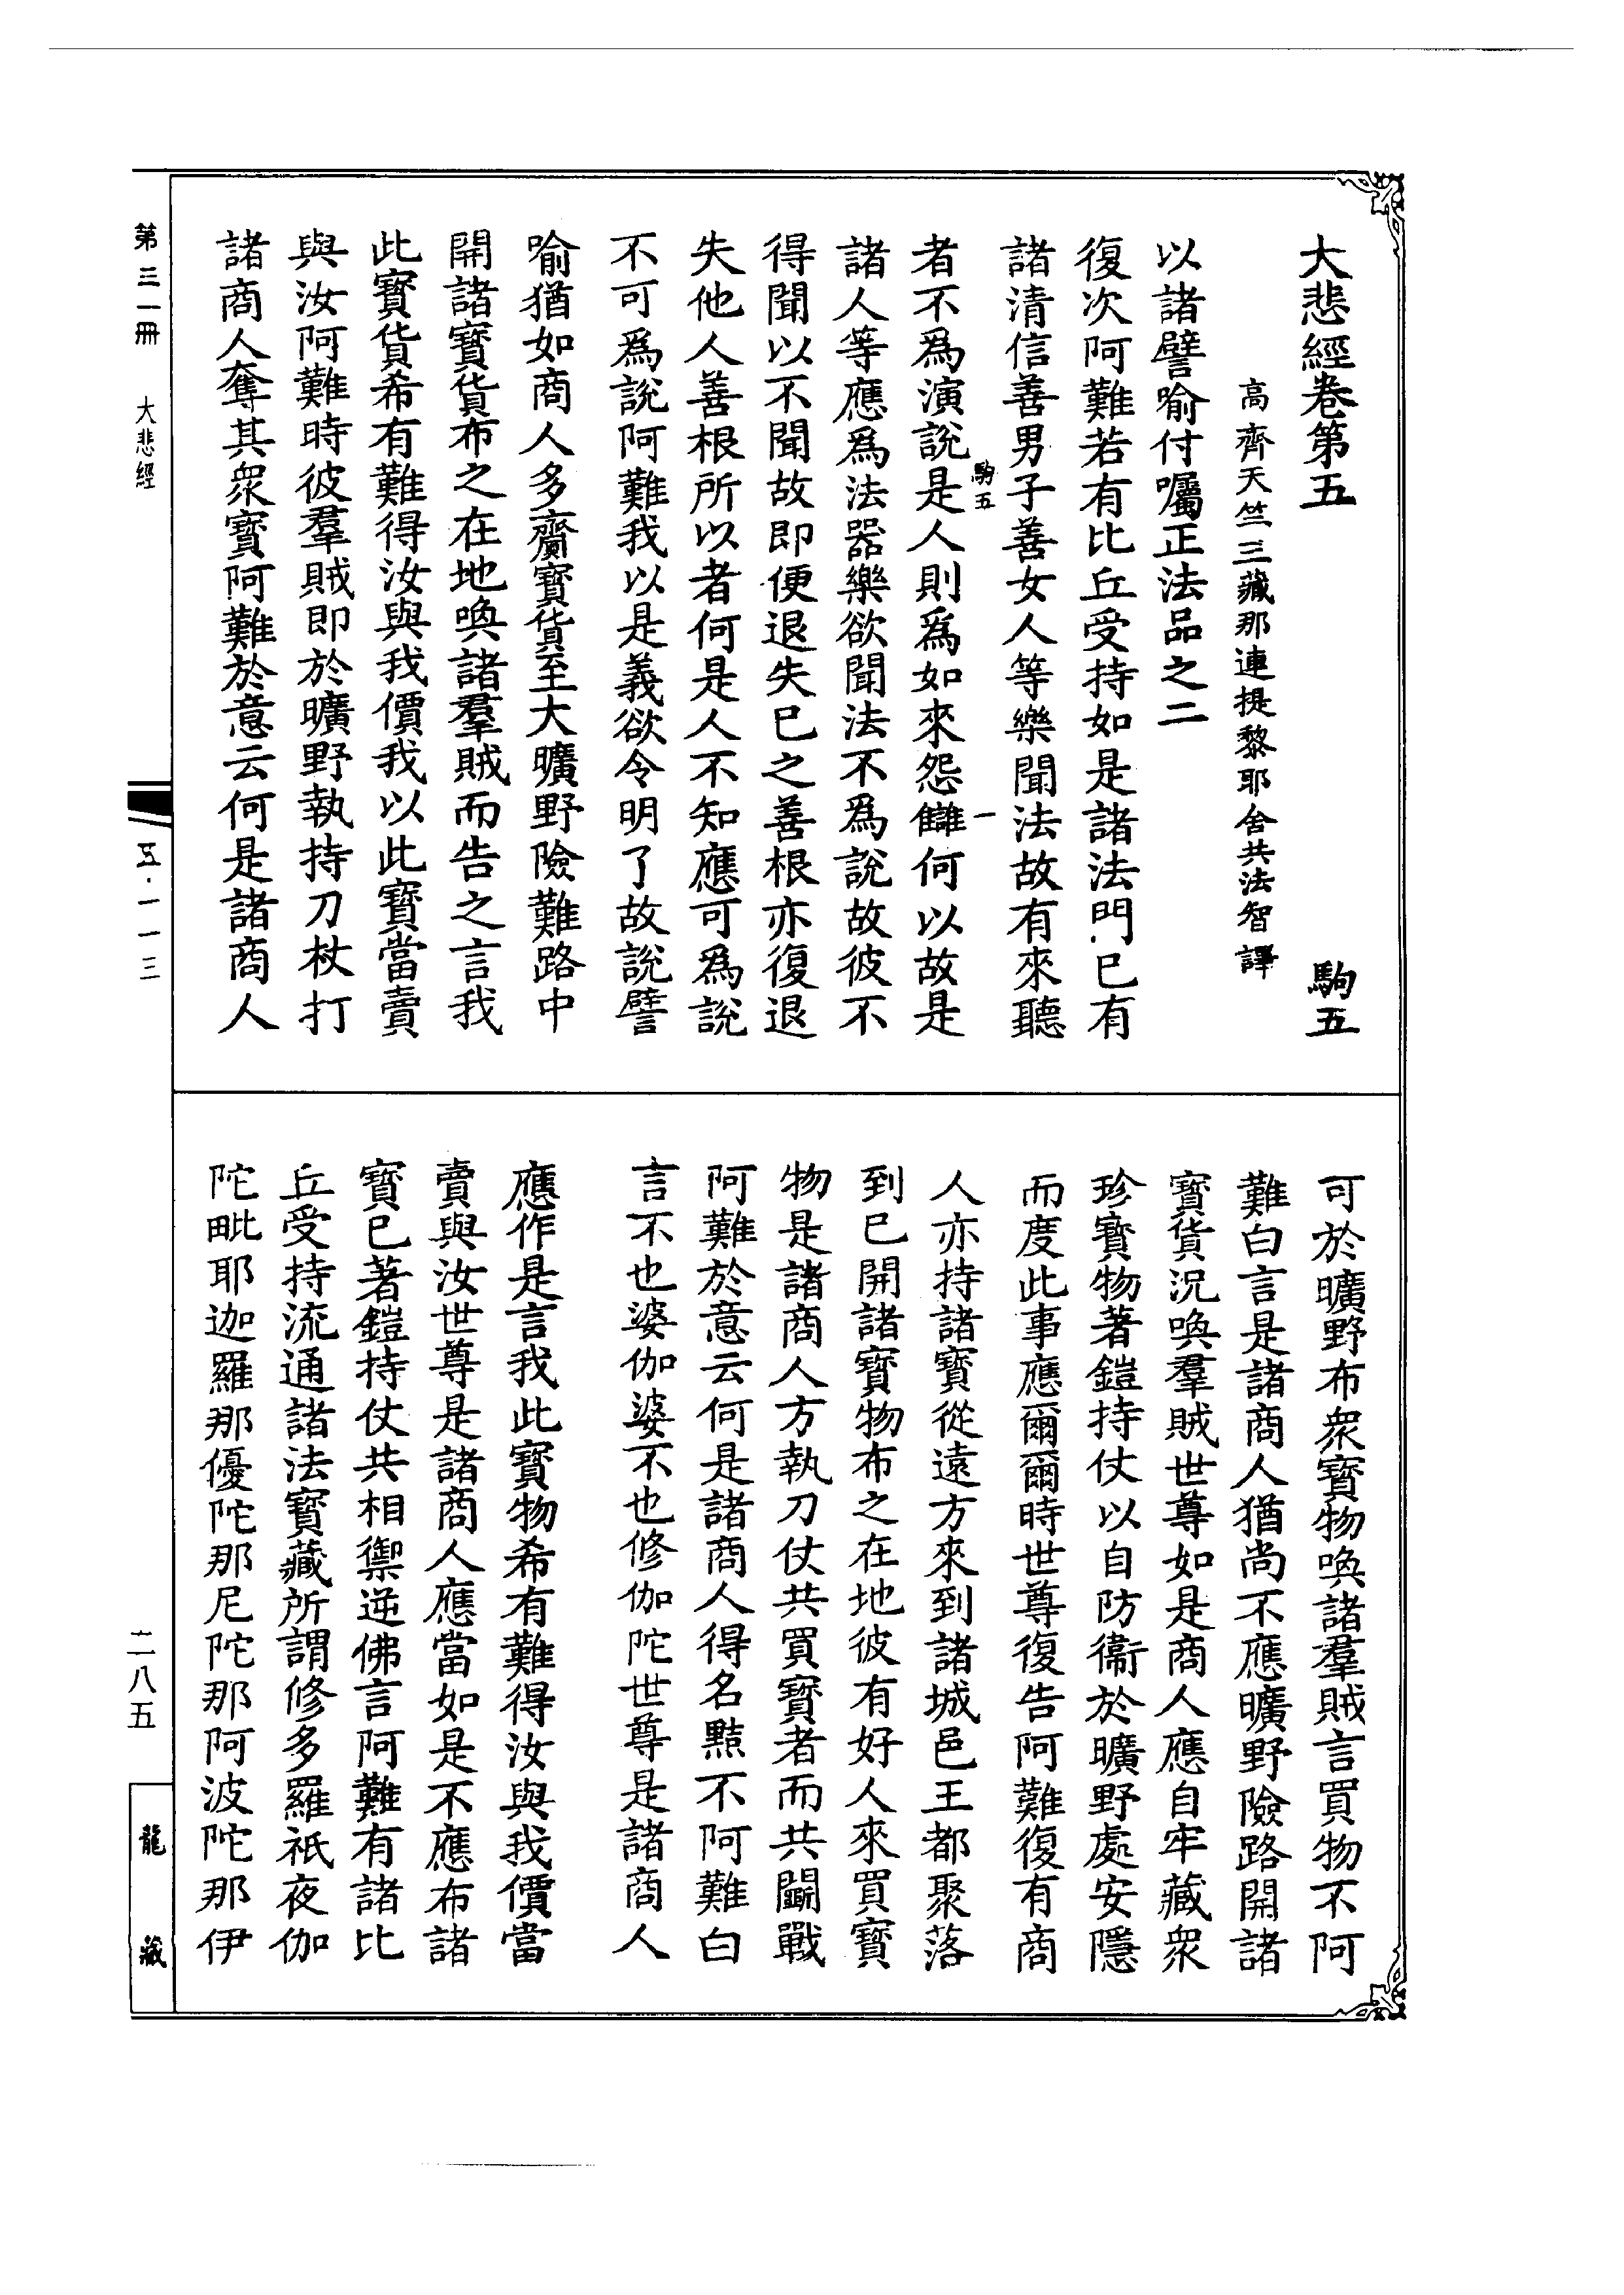 大悲經卷第五　駒五
高齊天竺三藏那連提黎耶舍共法智譯
以諸譬喻付囑正法品之二
復次阿難若有比丘受持如是諸法門已有
諸清信善男子善女人等樂聞法故有來聽
駒五　一
者不爲演說是人則爲如來怨讎何以故是
諸人等應爲法器樂欲聞法不爲說故彼不
得聞以不聞故即便退失已之善根亦復退
失他人善根所以者何是人不知應可爲說
不可爲說阿難我以是義欲令明了故說譬
喻猶如商人多齎寶貨至大曠野險難路中
開諸寶貨布之在地喚諸羣賊而告之言我
此寶貨希有難得汝與我價我以此寶當賣
與汝阿難時彼羣賊即於曠野執持刀杖打
諸商人奪其衆寶阿難於意云何是諸商人
可於曠野布衆寶物喚諸羣賊言買物不阿
難白言是諸商人猶尚不應曠野險路開諸
寶貨況喚羣賊世尊如是商人應自牢藏衆
珍寶物著鎧持仗以自防衞於曠野處安隱
而度此事應爾爾時世尊復告阿難復有商
人亦持諸寶從遠方來到諸城邑王都聚落
到已開諸寶物布之在地彼有好人來買寶
物是諸商人方執刀仗共買寶者而共鬭戰
阿難於意云何是諸商人得名黠不阿難白
言不也婆伽婆不也修伽陀世尊是諸商人
應作是言我此寶物希有難得汝與我價當
賣與汝世尊是諸商人應當如是不應布諸
寶已著鎧持仗共相禦逆佛言阿難有諸比
丘受持流通諸法寶藏所謂修多羅祇夜伽
陀毗耶迦羅那優陀那尼陀那阿波陀那伊
第三一冊　大悲經
五·一一三
二八五
龍藏